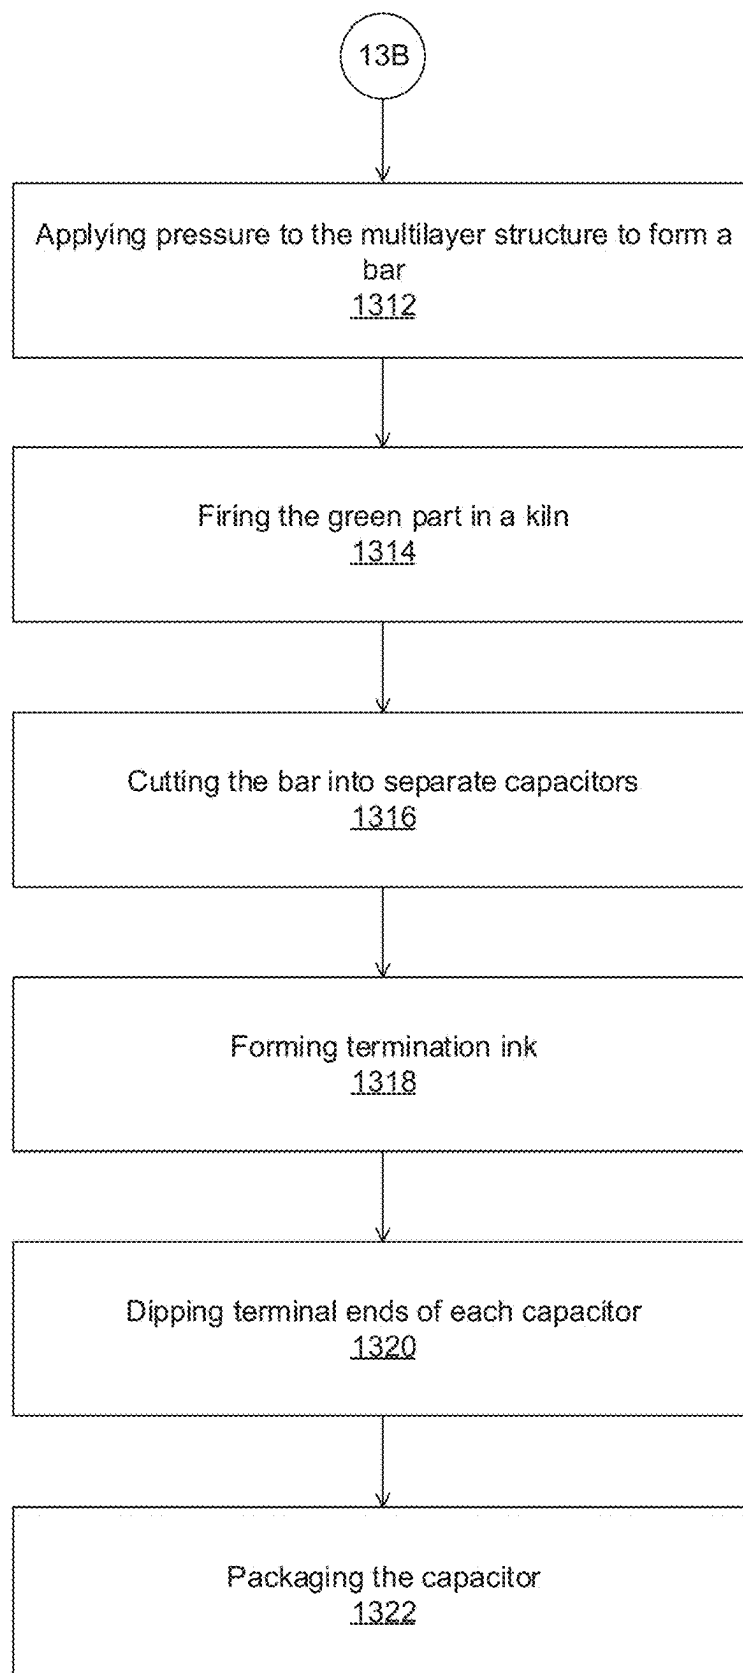 13B
Applying pressure to the multilayer structure to form a
bar
1312
Firing the green part in a kiln
1314
Cutting the bar into separate capacitors
1316
Forming termination ink
1318
Dipping terminal ends of each capacitor
1320
Packaging the capacitor
1322